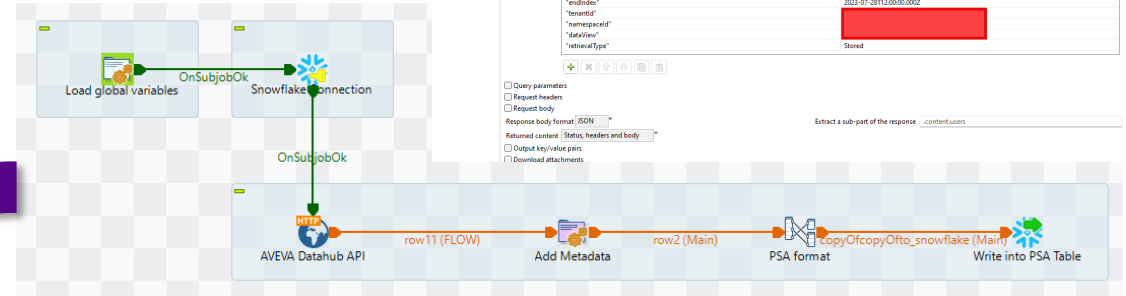 "endIndex" 2023-07-28T12:00:00.000Z
"tenantId"
"namespaceId"
"dataView"
"retrievalType" Stored
Query parameters
Request headers
Request body
Response body format JSON * Extract a sub-part of the response .content.users
Returned content Status, headers and body *
Output key/value pairs
Download attachments
OnSubjobOk
Load global variables
Snowflake connection
OnSubjobOk
HTTP
row11 (FLOW)
row2 (Main)
copyOfcopyOfto_snowflake (Main)
AVEVA Datahub API
Add Metadata
PSA format
Write into PSA Table